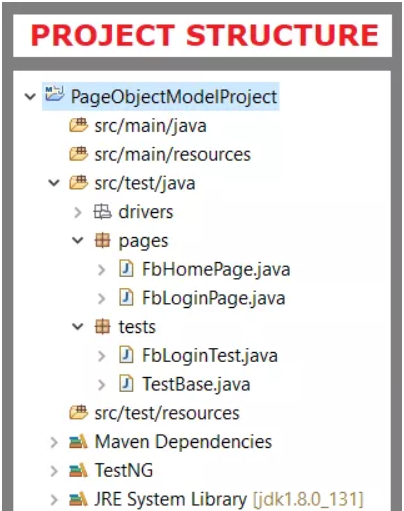 PROJECT STRUCTURE
PageObjectModelProject
src/main/java
src/main/resources
src/test/java
drivers
pages
FbHomePage.java
FbLoginPage.java
tests
FbLoginTest.java
TestBase.java
src/test/resources
Maven Dependencies
TestNG
JRE System Library [jdk1.8.0_131]